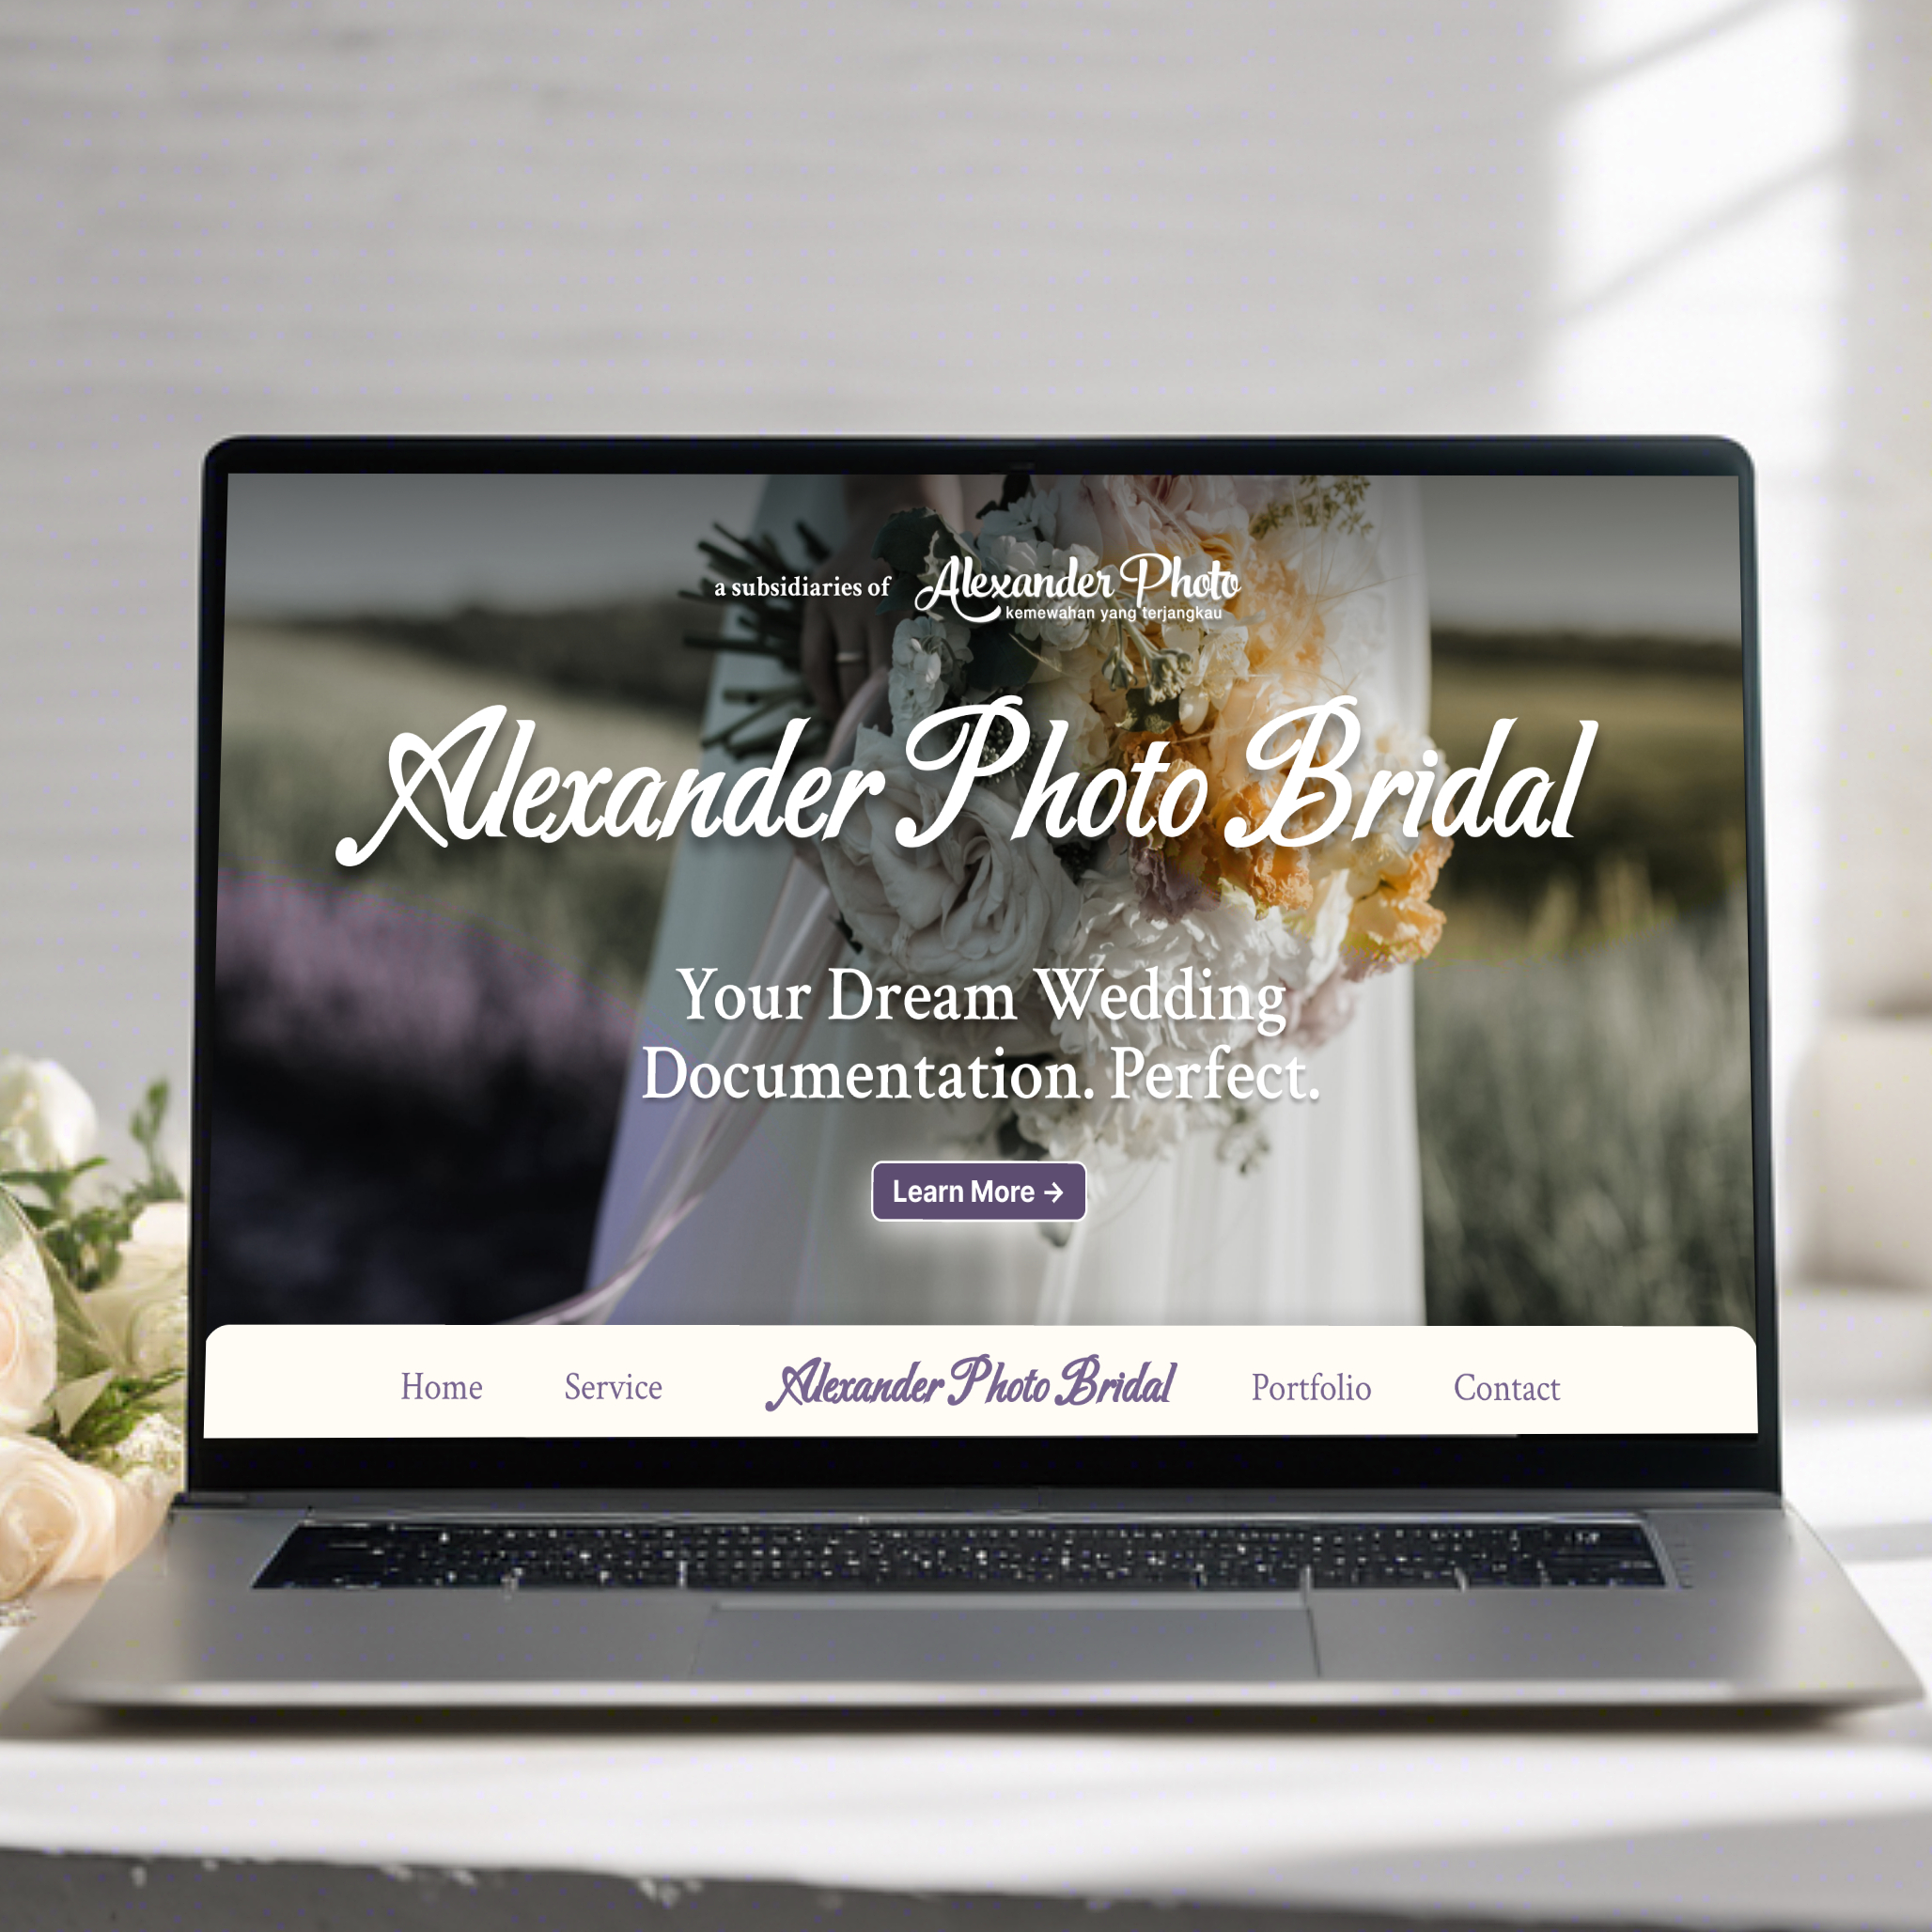 a subsidiaries of Alexander Photo
kemewahan yang terjangkau
Alexander Photo Bridal
Your Dream Wedding
Documentation. Perfect.
Learn More →
Home Service Alexander Photo Bridal Portfolio Contact